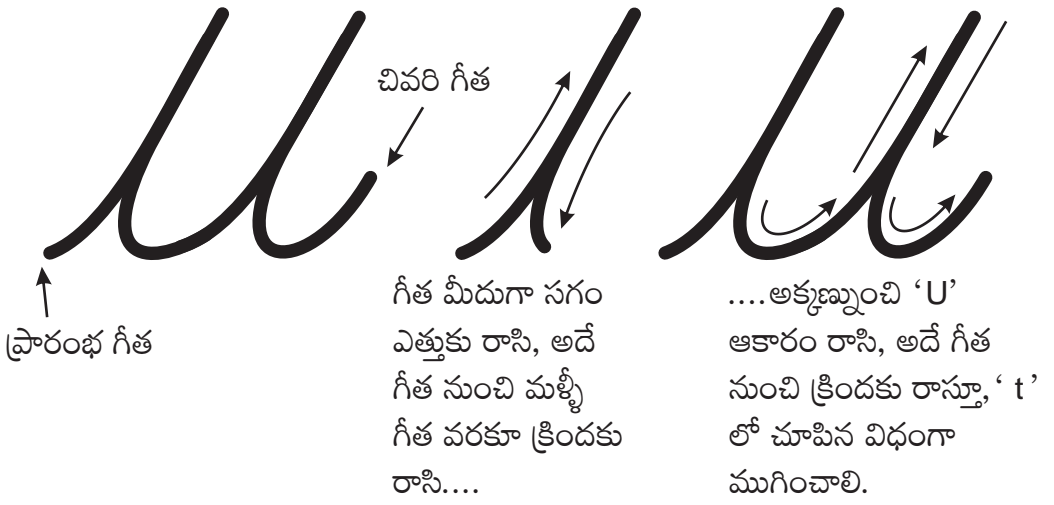 చివరి గీత
ప్రారంభ గీత
గీత మీదుగా సగం
ఎత్తుకు రాసి, అదే
గీత నుంచి మళ్ళీ
గీత వరకూ క్రిందకు
రాసి....
....అక్కణ్నుంచి ‘U’
ఆకారం రాసి, అదే గీత
నుంచి క్రిందకు రాస్తూ, ‘ t ’
లో చూపిన విధంగా
ముగించాలి.